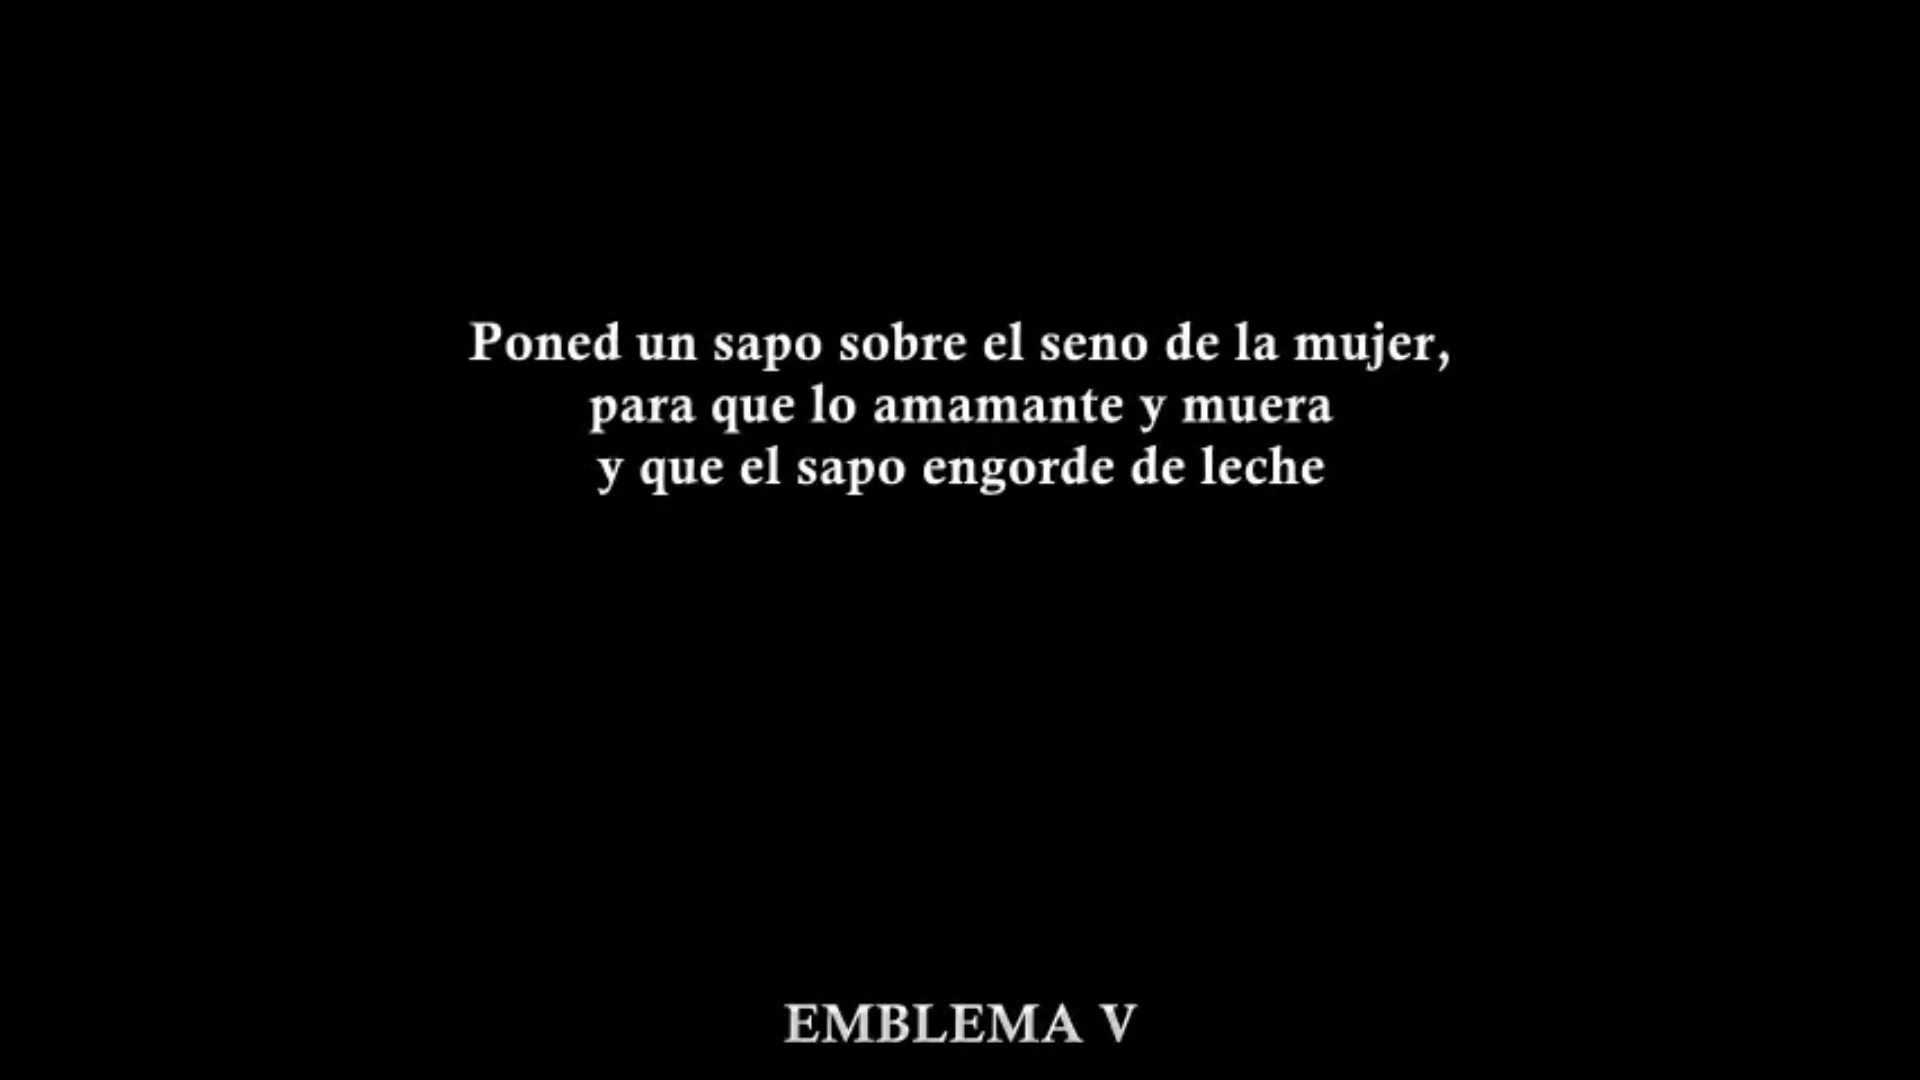 Poned un sapo sobre el seno de la mujer,
para que lo amamante y muera
y que el sapo engorde de leche
EMBLEMA V